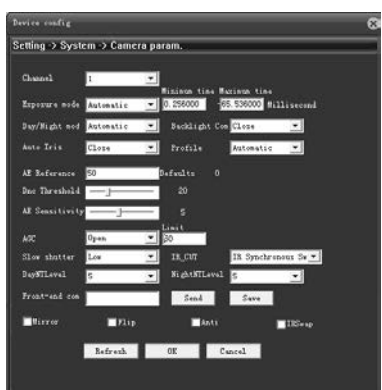 Device config
Setting -> System -> Camera param.
Channel 1
Minimum time Maximum time
Exposure mode Automatic 0.256000 65.536000 Millisecond
Day/Night mod Automatic Backlight Com Close
Auto Iris Close Profile Automatic
AE Reference 50 Defaults 0
Dnc Threshold 20
AE Sensitivity 5
Limit
AGC Open 50
Slow shutter Low IR_CUT IR Synchronous Sw
DayNTLevel 5 NightNTLevel 5
Front-end com Send Save
Mirror Flip Anti IRSwap
Refresh OK Cancel